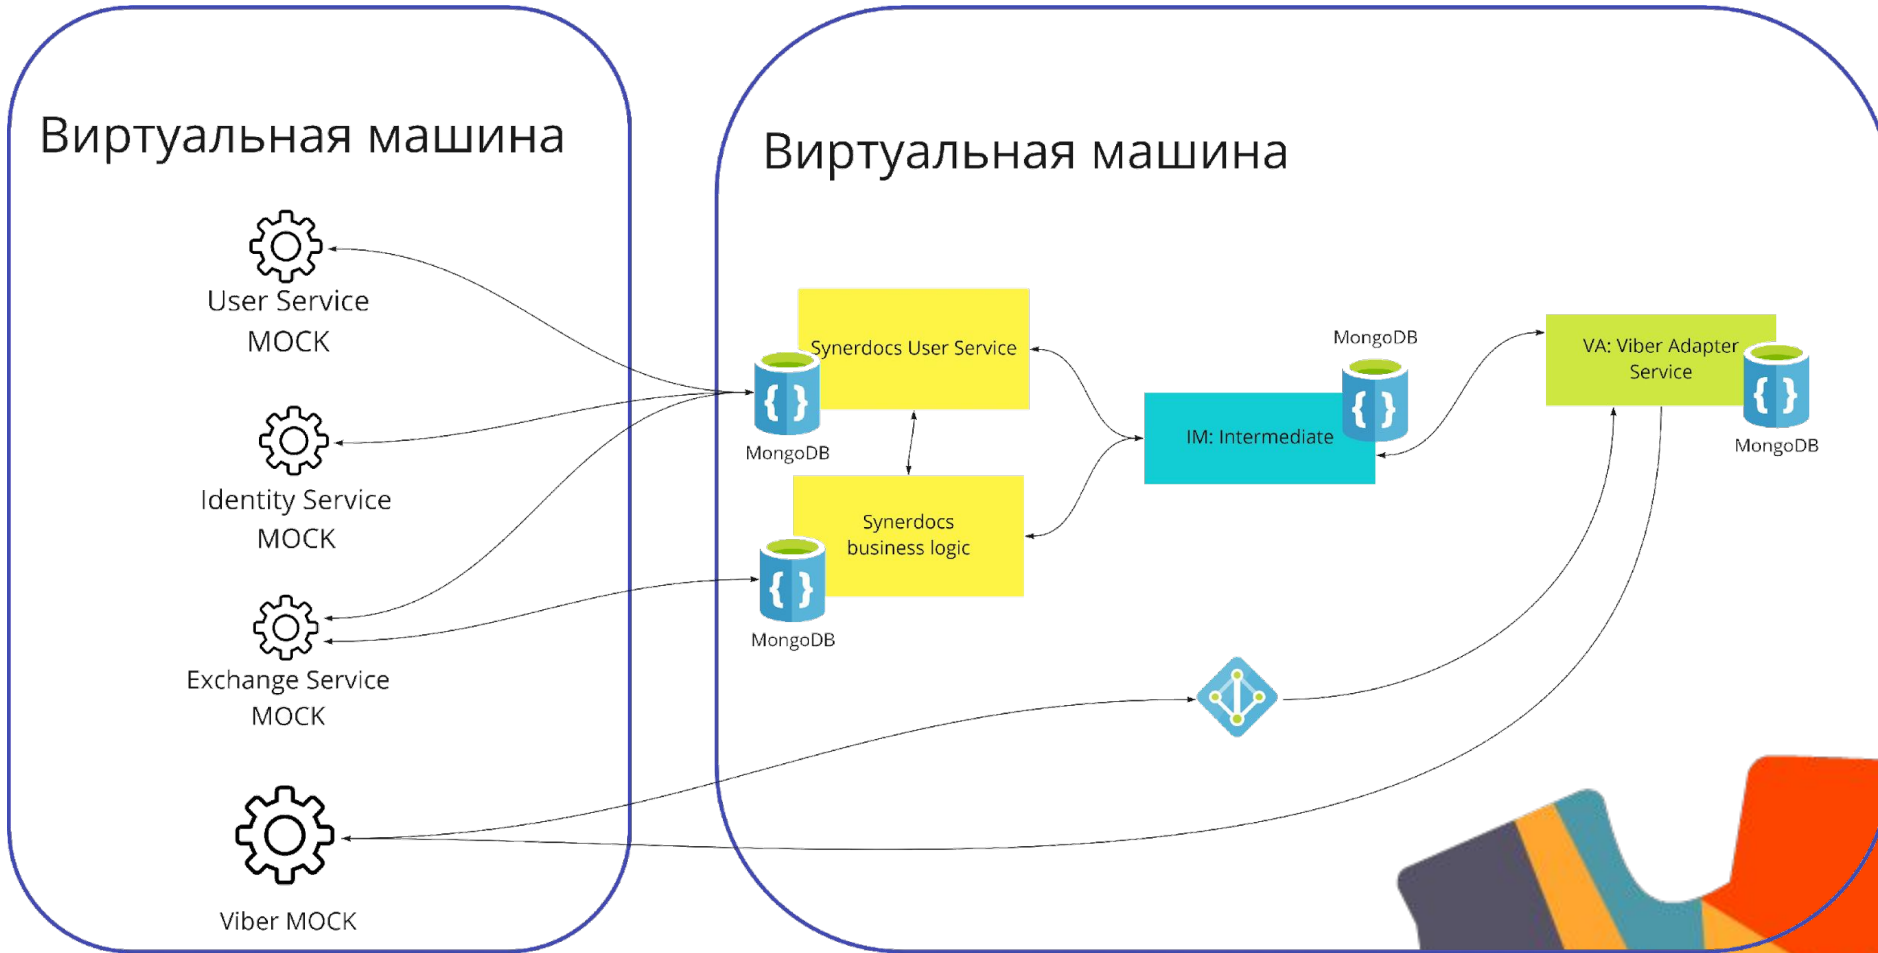 Виртуальная машина
User Service
MOCK
Identity Service
MOCK
Exchange Service
MOCK
Viber MOCK
Виртуальная машина
Synerdocs User Service
MongoDB
Synerdocs
business logic
MongoDB
MongoDB
IM: Intermediate
VA: Viber Adapter
Service
MongoDB